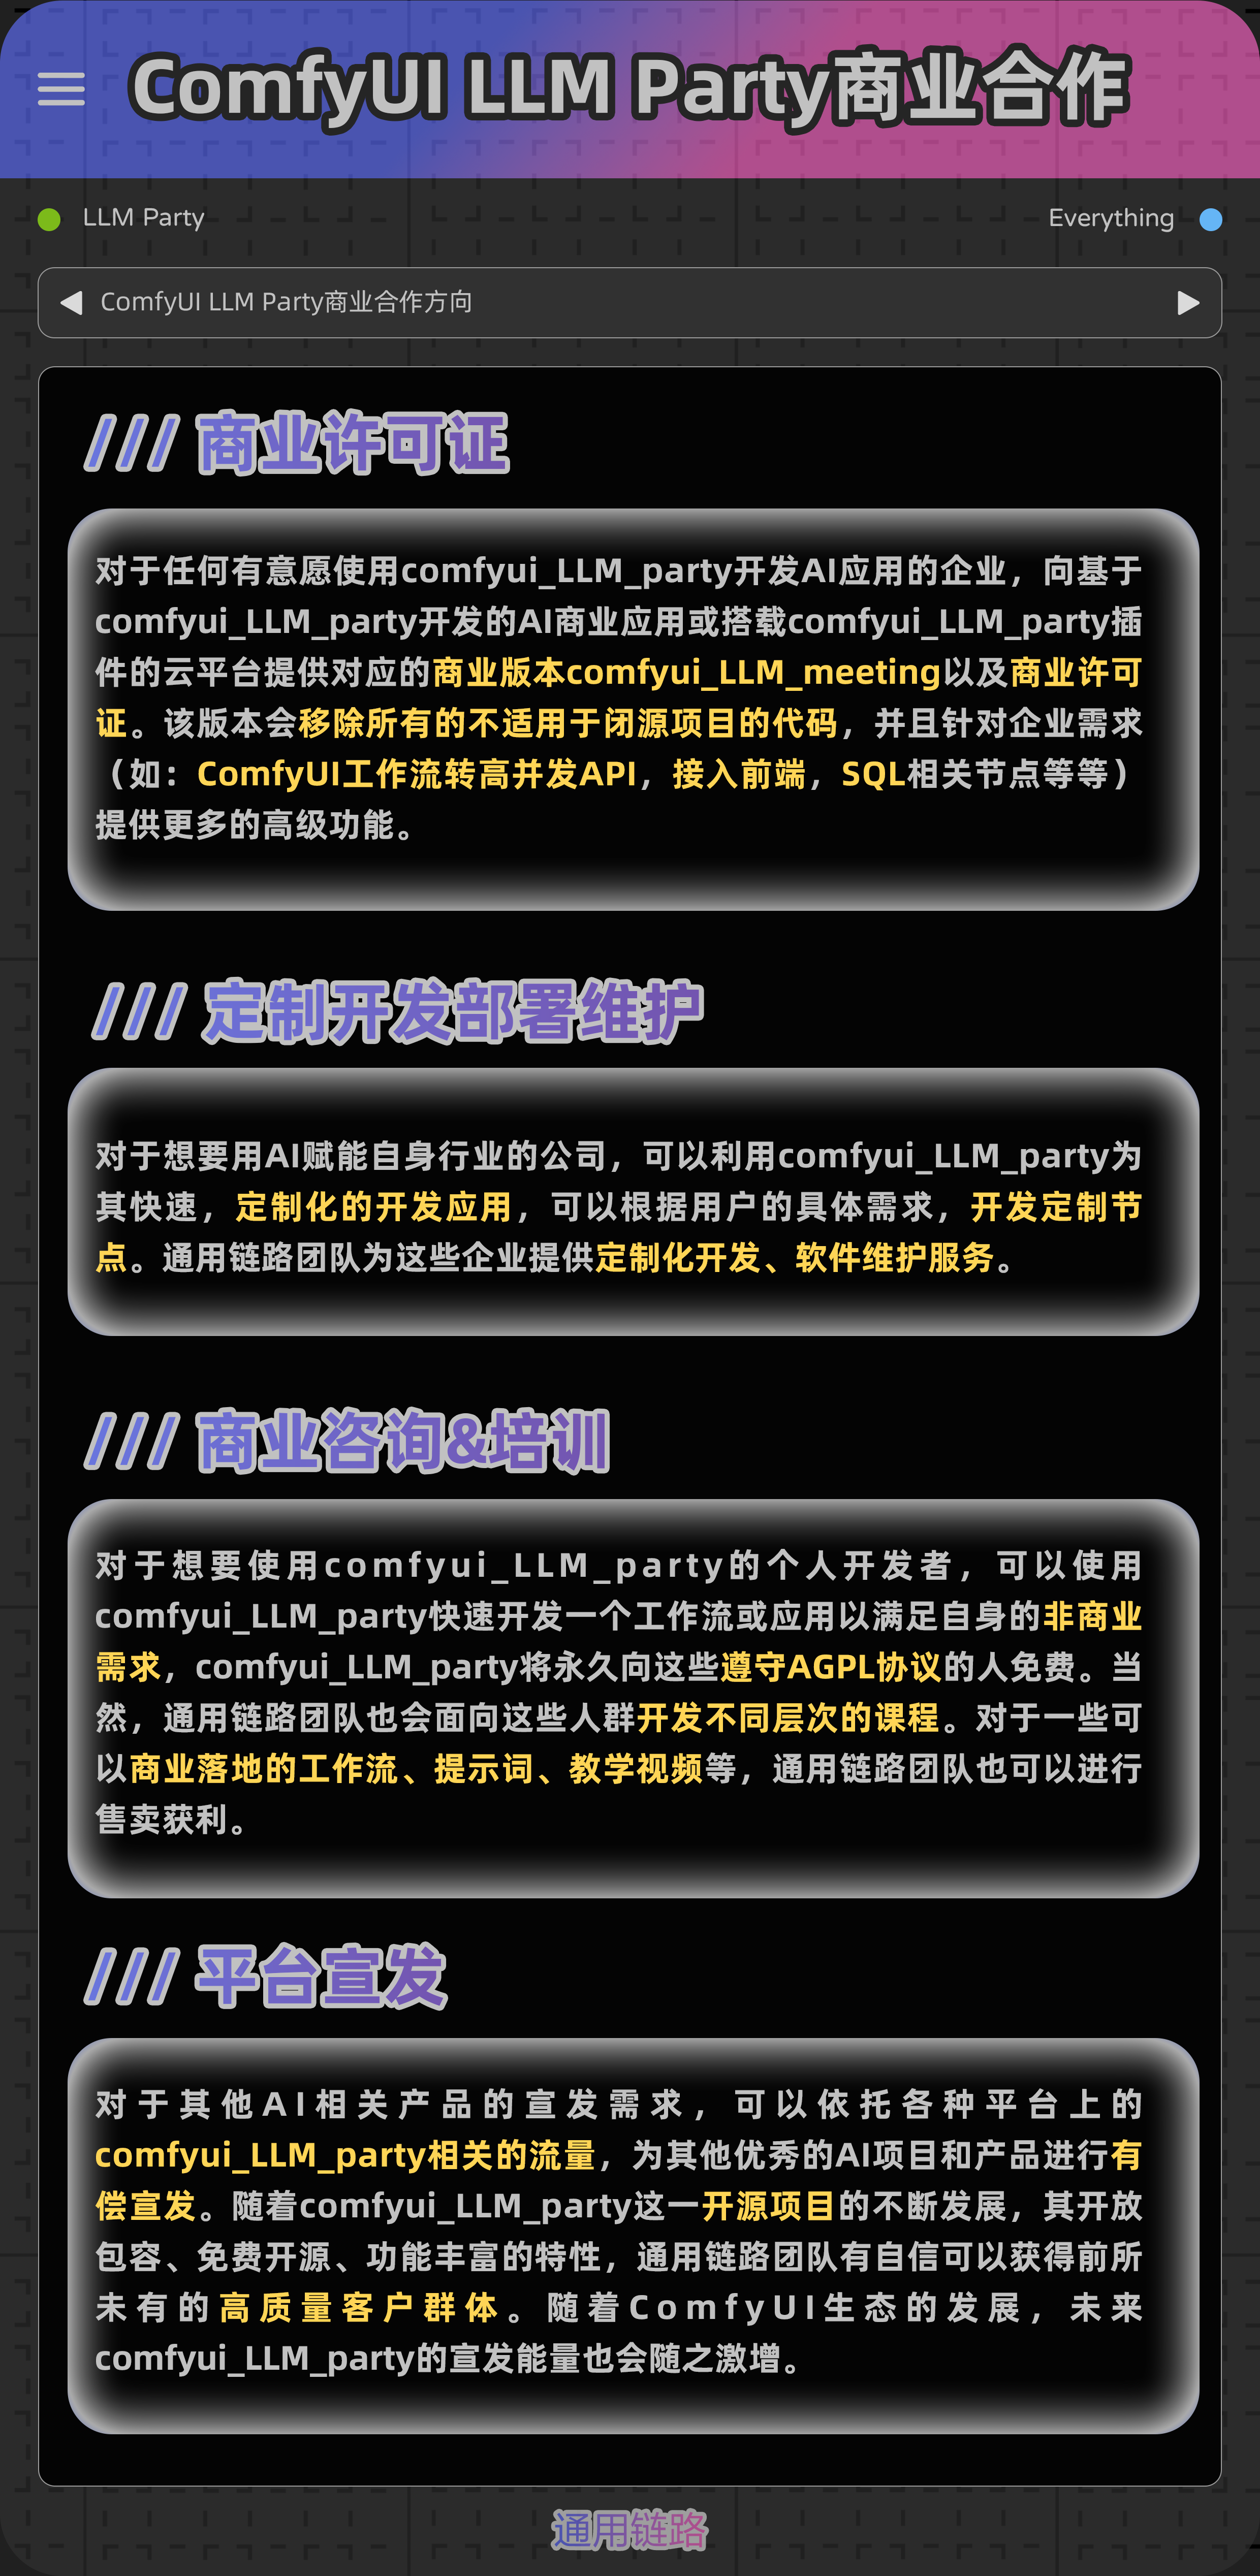 ComfyUI LLM Party商业合作
LLM Party
Everything
ComfyUI LLM Party商业合作方向
/// 商业许可证
对于任何有意愿使用comfyui_LLM_party开发AI应用的企业，向基于
comfyui_LLM_party开发的AI商业应用或搭载comfyui_LLM_party插
件的云平台提供对应的商业版本comfyui_LLM_meeting以及商业许可
证。该版本会移除所有的不适用于闭源项目的代码，并且针对企业需求
（如：ComfyUI工作流转高并发API，接入前端，SQL相关节点等等）
提供更多的高级功能。
/// 定制开发部署维护
对于想要用AI赋能自身行业的公司，可以利用comfyui_LLM_party为
其快速，定制化的开发应用，可以根据用户的具体需求，开发定制节
点。通用链路团队为这些企业提供定制化开发、软件维护服务。
/// 商业咨询&培训
对于想要使用comfyui_LLM_party的个人开发者，可以使用
comfyui_LLM_party快速开发一个工作流或应用以满足自身的非商业
需求，comfyui_LLM_party将永久向这些遵守AGPL协议的人免费。当
然，通用链路团队也会面向这些人群开发不同层次的课程。对于一些可
以商业落地的工作流、提示词、教学视频等，通用链路团队也可以进行
售卖获利。
/// 平台宣发
对于其他AI相关产品的宣发需求，可以依托各种平台上的
comfyui_LLM_party相关的流量，为其他优秀的AI项目和产品进行有
偿宣发。随着comfyui_LLM_party这一开源项目的不断发展，其开放
包容、免费开源、功能丰富的特性，通用链路团队有自信可以获得前所
未有的高质量客户群体。随着ComfyUI生态的发展，未来
comfyui_LLM_party的宣发能量也会随之激增。
通用链路